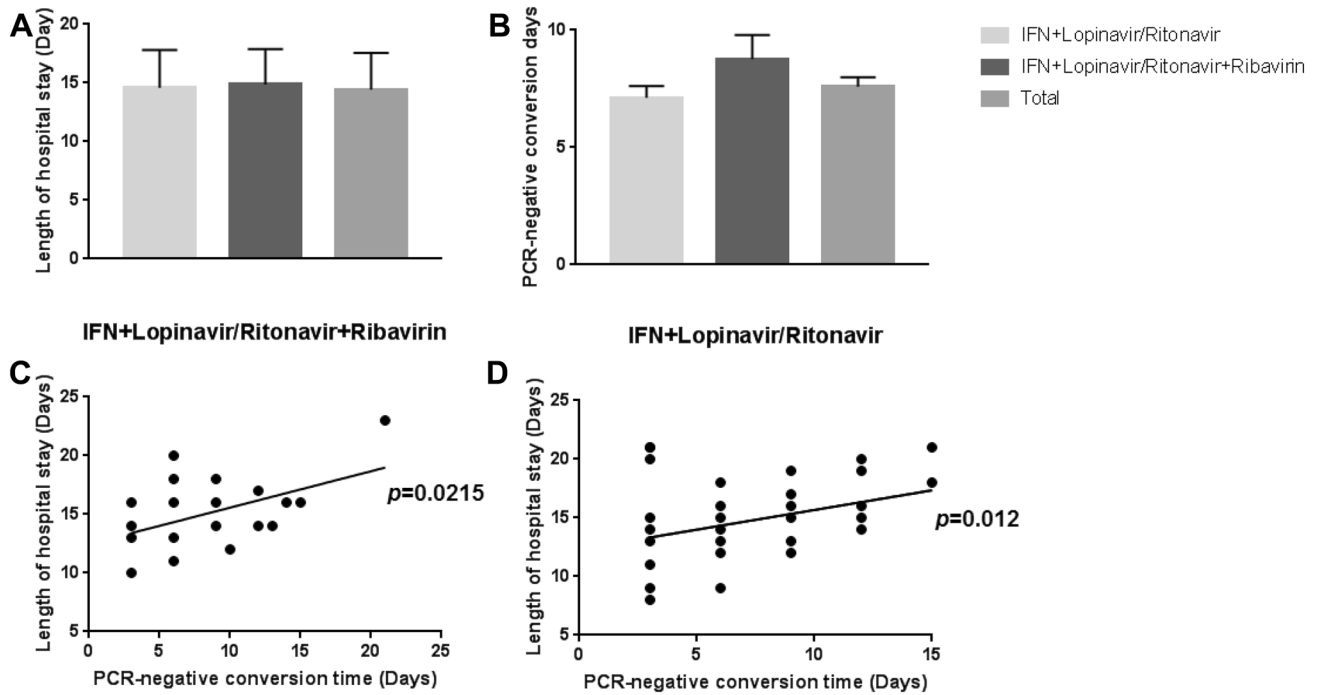 A
Length of hospital stay (Day)
20
15
10
5
0
B
PCR-negative conversion days
10
5
0
IFN+Lopinavir/Ritonavir
IFN+Lopinavir/Ritonavir+Ribavirin
Total
IFN+Lopinavir/Ritonavir+Ribavirin
C
Length of hospital stay (Days)
25
20
15
10
5
0 5 10 15 20 25
p=0.0215
PCR-negative conversion time (Days)
IFN+Lopinavir/Ritonavir
D
Length of hospital stay (Days)
25
20
15
10
5
0 5 10 15
p=0.012
PCR-negative conversion time (Days)